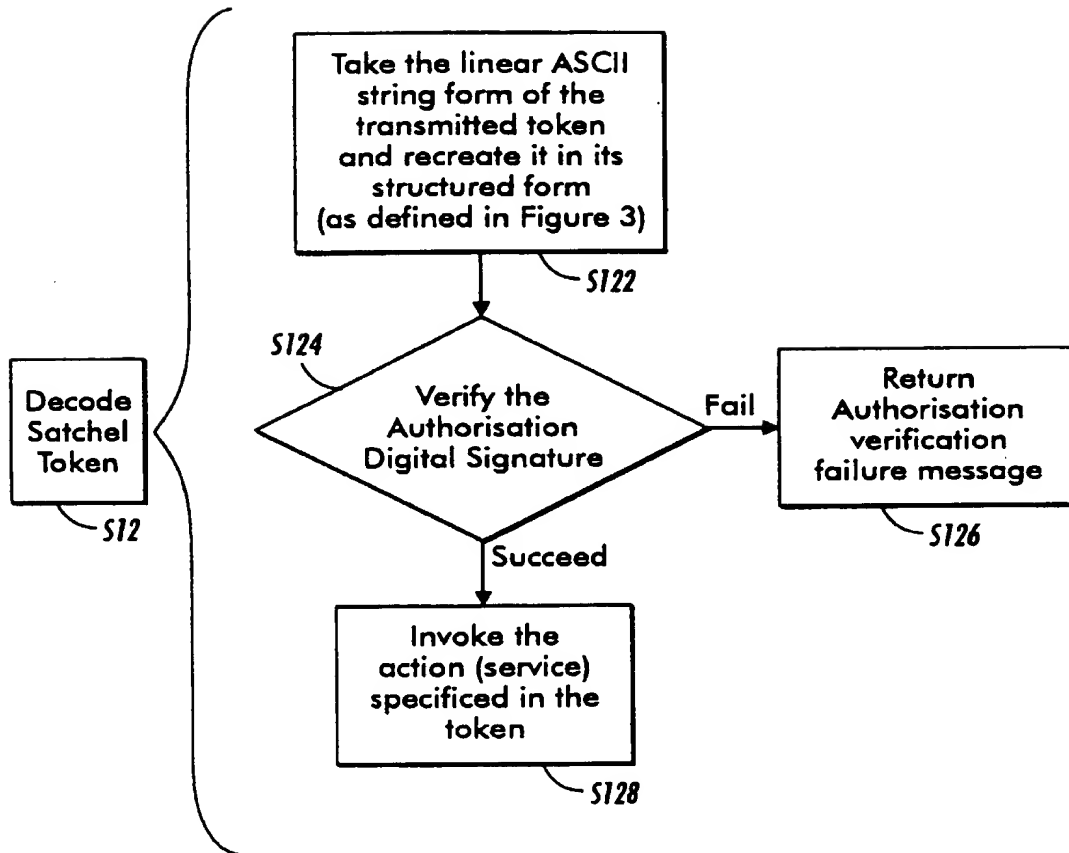 Take the linear ASCII
string form of the
transmitted token
and recreate it in its
structured form
(as defined in Figure 3)
S122
S124
Verify the
Authorisation
Digital Signature
Fail
Return
Authorisation
verification
failure message
S126
Decode
Satchel
Token
S12
Succeed
Invoke the
action (service)
specificed in the
token
S128